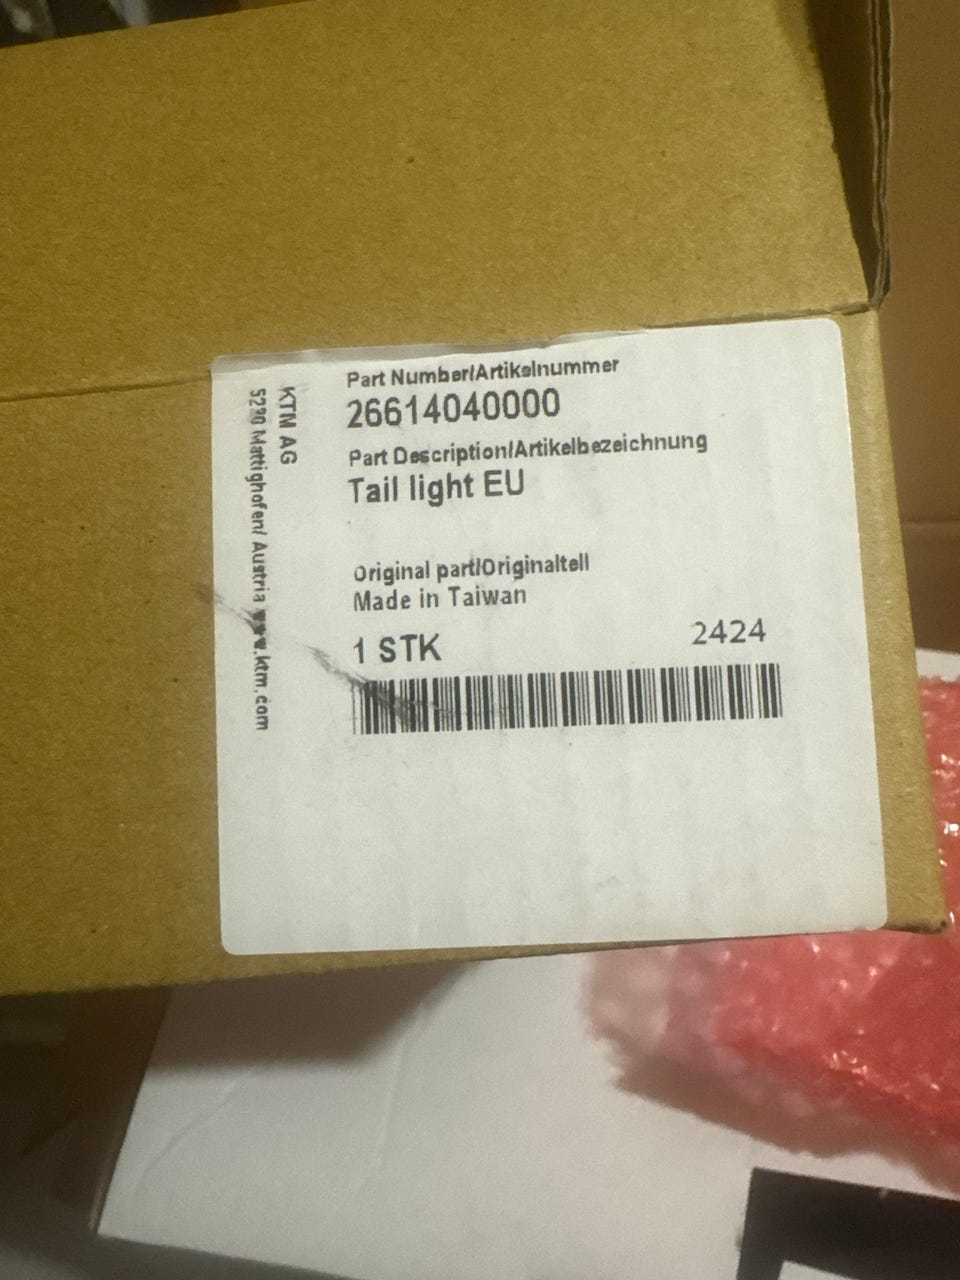 Part Number/Artikelnummer
26614040000
Part Description/Artikelbezeichnung
Tail light EU
Original part/Originalteil
Made in Taiwan
1 STK
2424
KTM AG
5230 Mattighofen/ Austria www.ktm.com